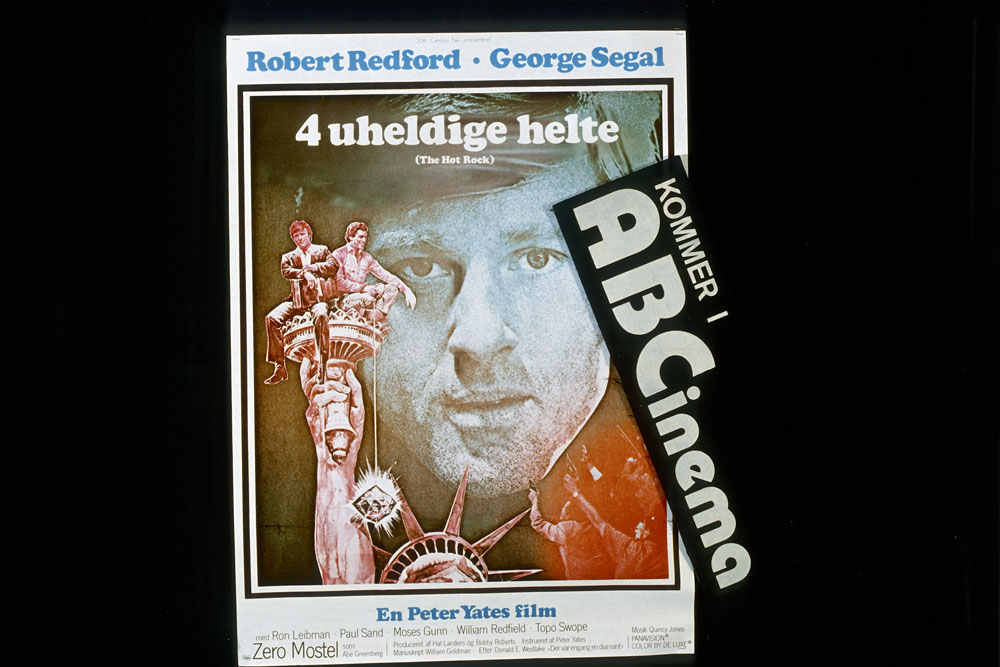 20th Century Fox præsenterer
Robert Redford · George Segal
4 uheldige helte
(The Hot Rock)
KOMMER I
ABCinema
En Peter Yates film
med Ron Leibman · Paul Sand · Moses Gunn · William Redfield · Topo Swope
Zero Mostel som Abe Greenberg
Produceret af Hal Landers og Bobby Roberts Instrueret af Peter Yates
Manuskript William Goldman Efter Donald E. Westlake »Der var engang en diamant«
Musik Quincy Jones
PANAVISION®
COLOR BY DE LUXE®